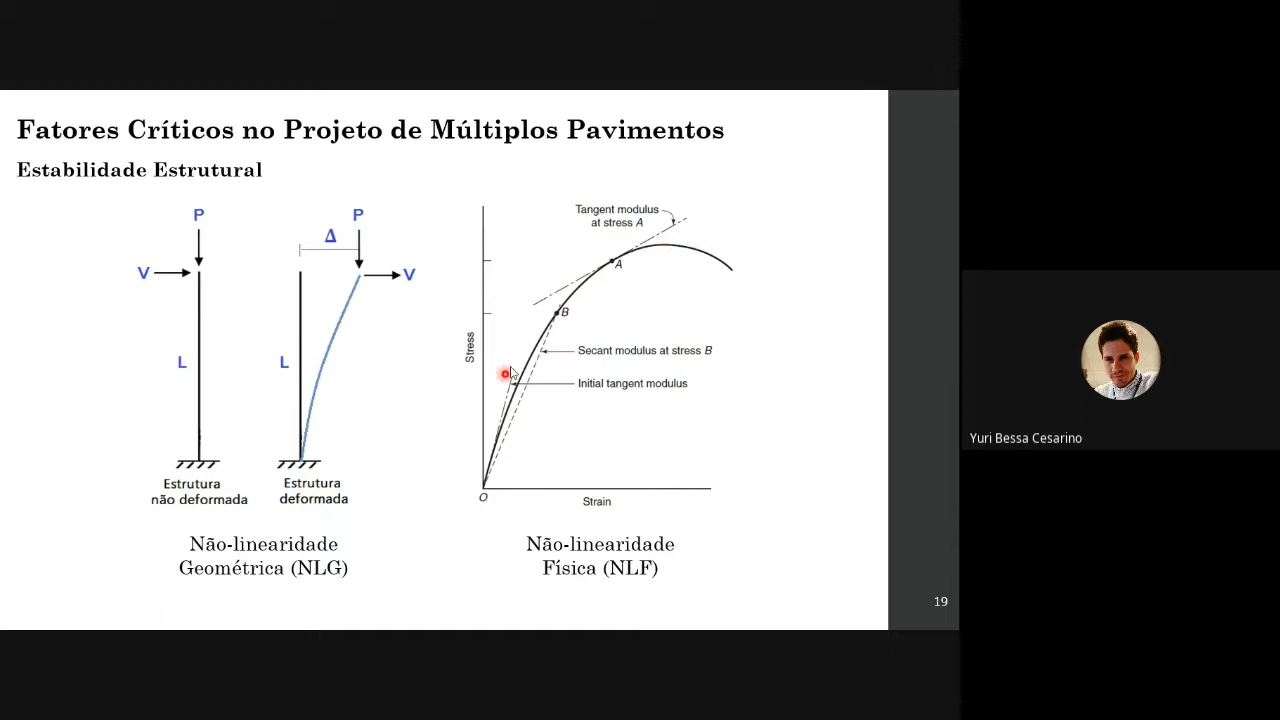 Fatores Críticos no Projeto de Múltiplos Pavimentos
Estabilidade Estrutural
P
V
L
Estrutura
não deformada
P
Δ
V
L
Estrutura
deformada
Não-linearidade
Geométrica (NLG)
Tangent modulus
at stress A
A
B
Stress
Secant modulus at stress B
Initial tangent modulus
O
Strain
Não-linearidade
Física (NLF)
19
Yuri Bessa Cesarino